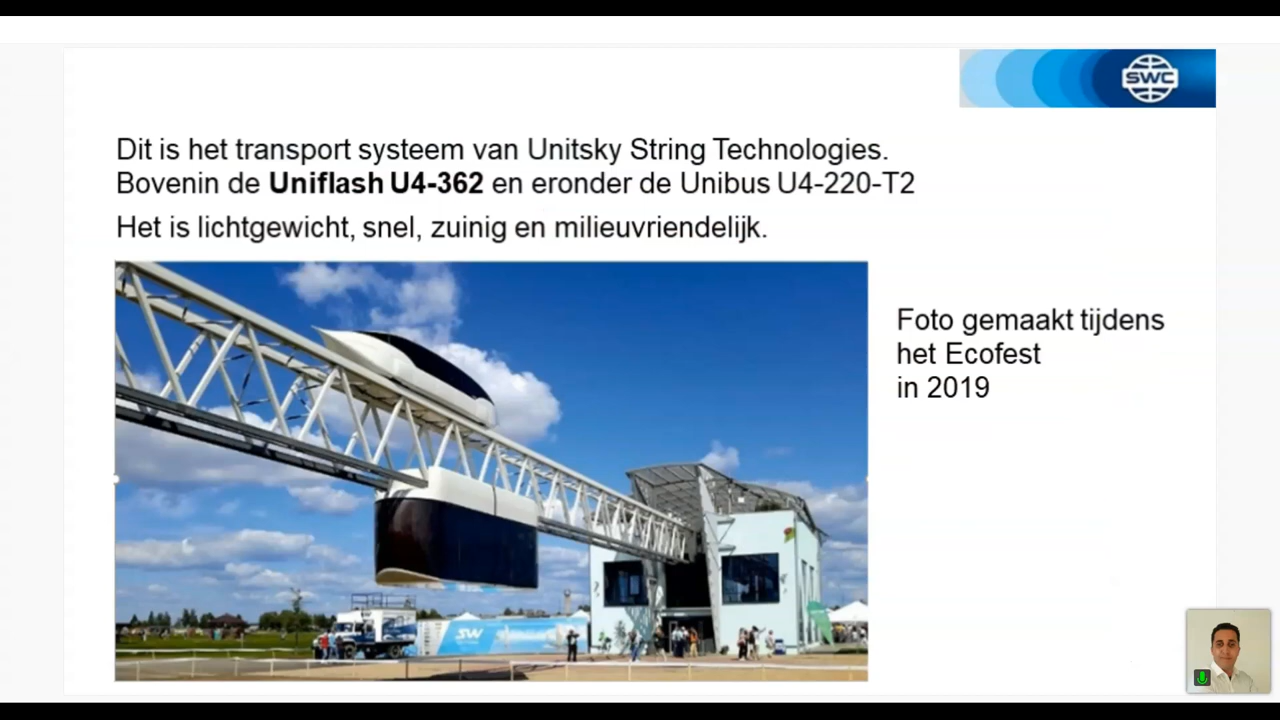 SWC
Dit is het transport systeem van Unitsky String Technologies.
Bovenin de Uniflash U4-362 en eronder de Unibus U4-220-T2
Het is lichtgewicht, snel, zuinig en milieuvriendelijk.
Foto gemaakt tijdens
het Ecofest
in 2019
SW